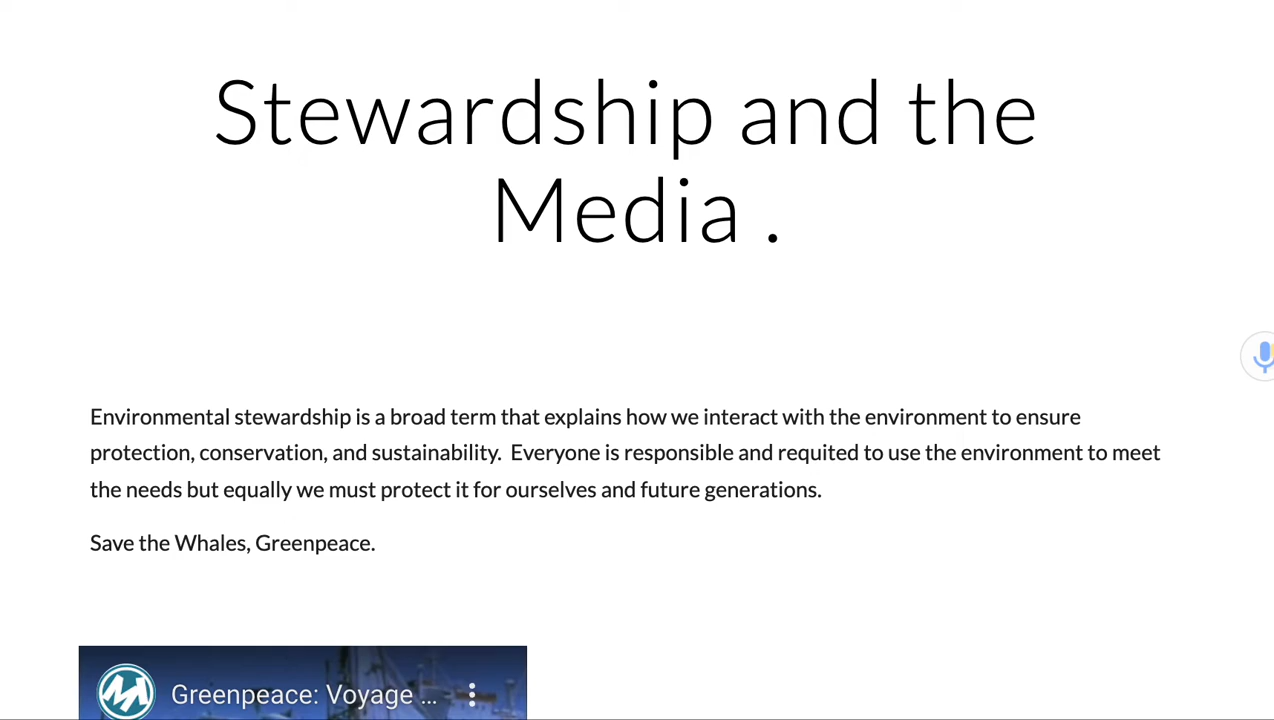 Stewardship and the
Media .
Environmental stewardship is a broad term that explains how we interact with the environment to ensure
protection, conservation, and sustainability.  Everyone is responsible and requited to use the environment to meet
the needs but equally we must protect it for ourselves and future generations.
Save the Whales, Greenpeace.
Greenpeace: Voyage ...